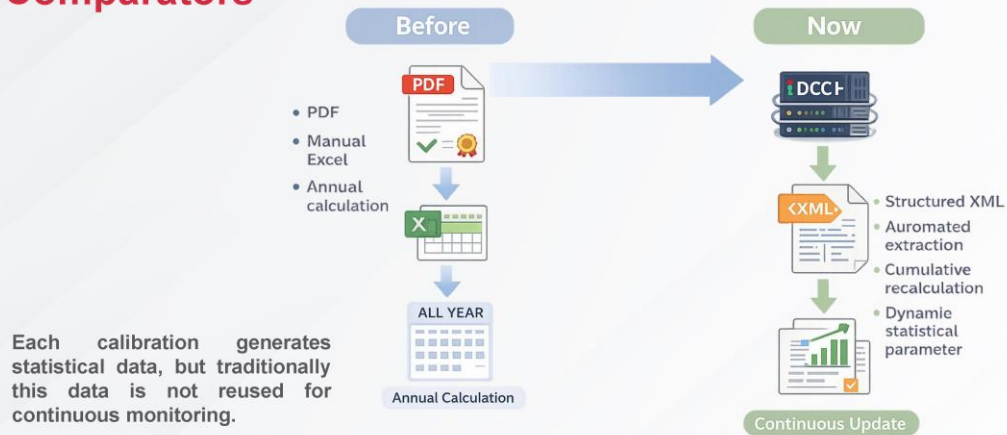 Comparators
Before
Now
PDF
• PDF
• Manual
Excel
• Annual
calculation
X
ALL YEAR
Annual Calculation
Each calibration generates
statistical data, but traditionally
this data is not reused for
continuous monitoring.
DCCH
<XML>
• Structured XML
• Auromated
extraction
• Cumulative
recalculation
• Dynamie
statistical
parameter
Continuous Update